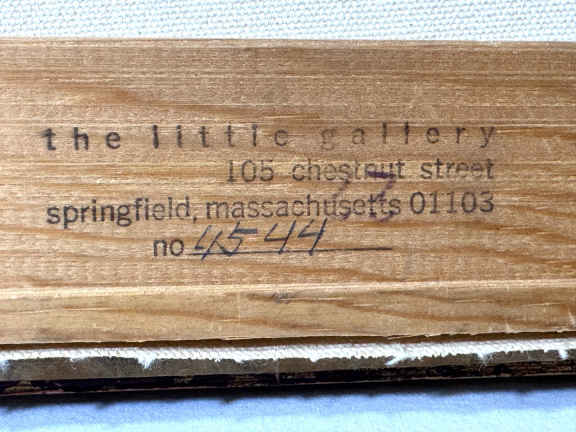 the little gallery
105 chestnut street
springfield, massachusetts 01103
no 4544